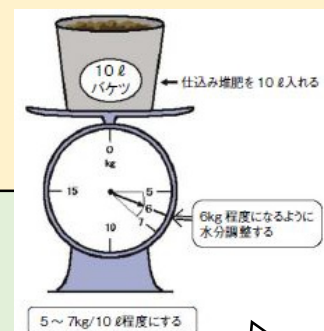 10ℓ
バケツ
仕込み堆肥を10ℓ入れる
0
kg
15
5
6
7
10
6kg程度になるように
水分調整する
5～7kg/10ℓ程度にする